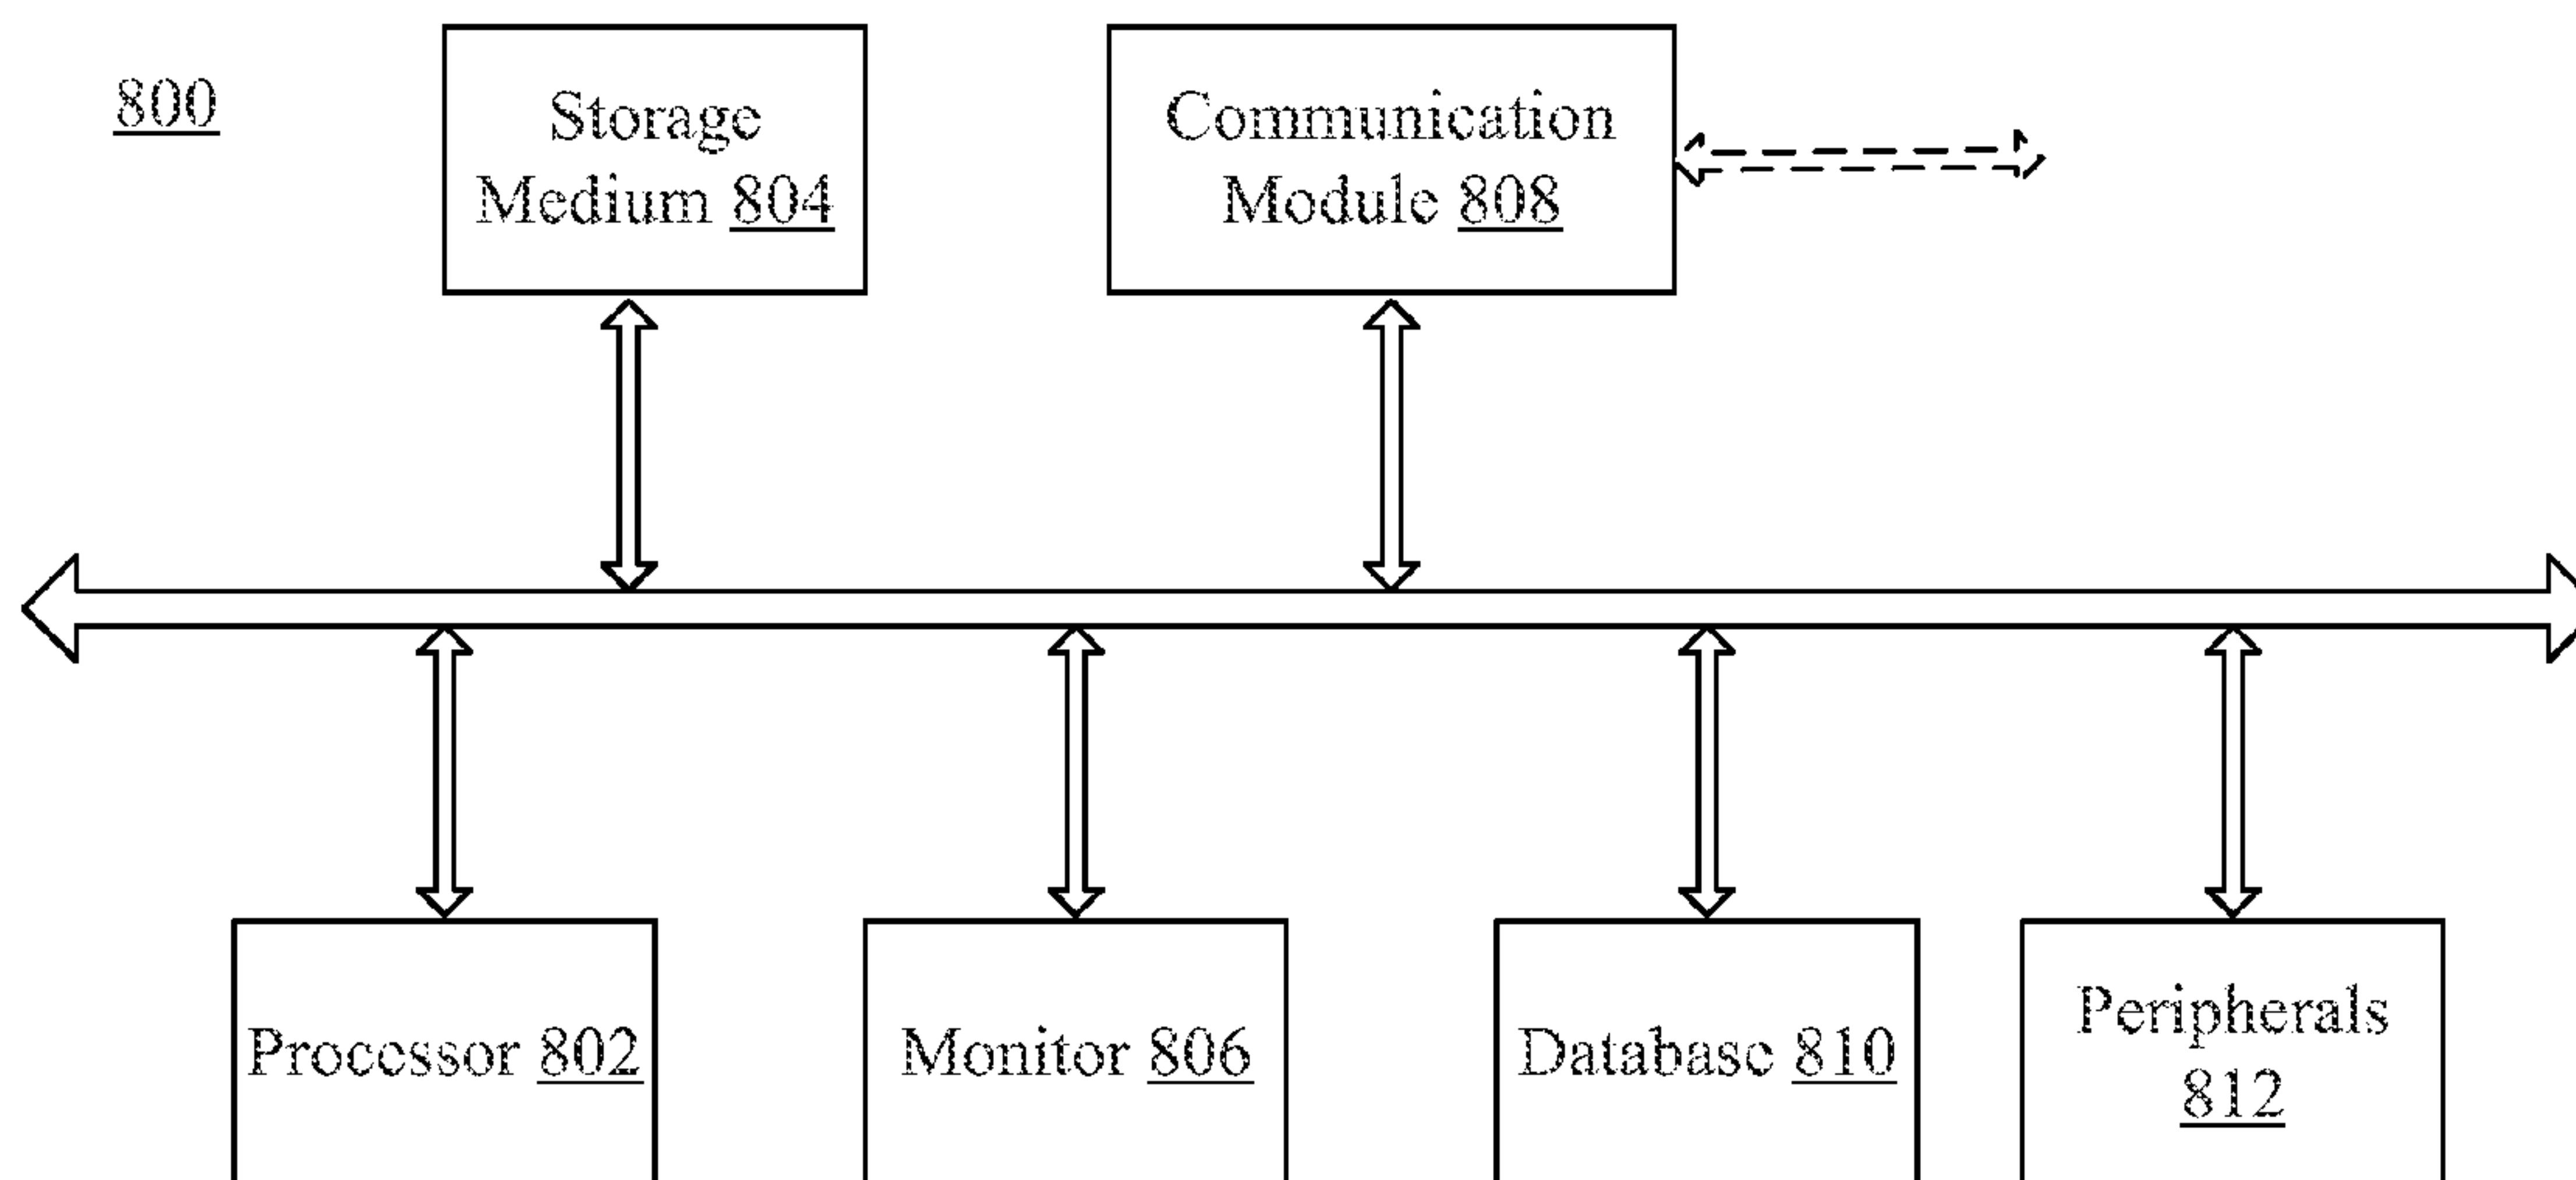 800
Storage
Medium 804
Communication
Module 808
Processor 802
Monitor 806
Database 810
Peripherals
812